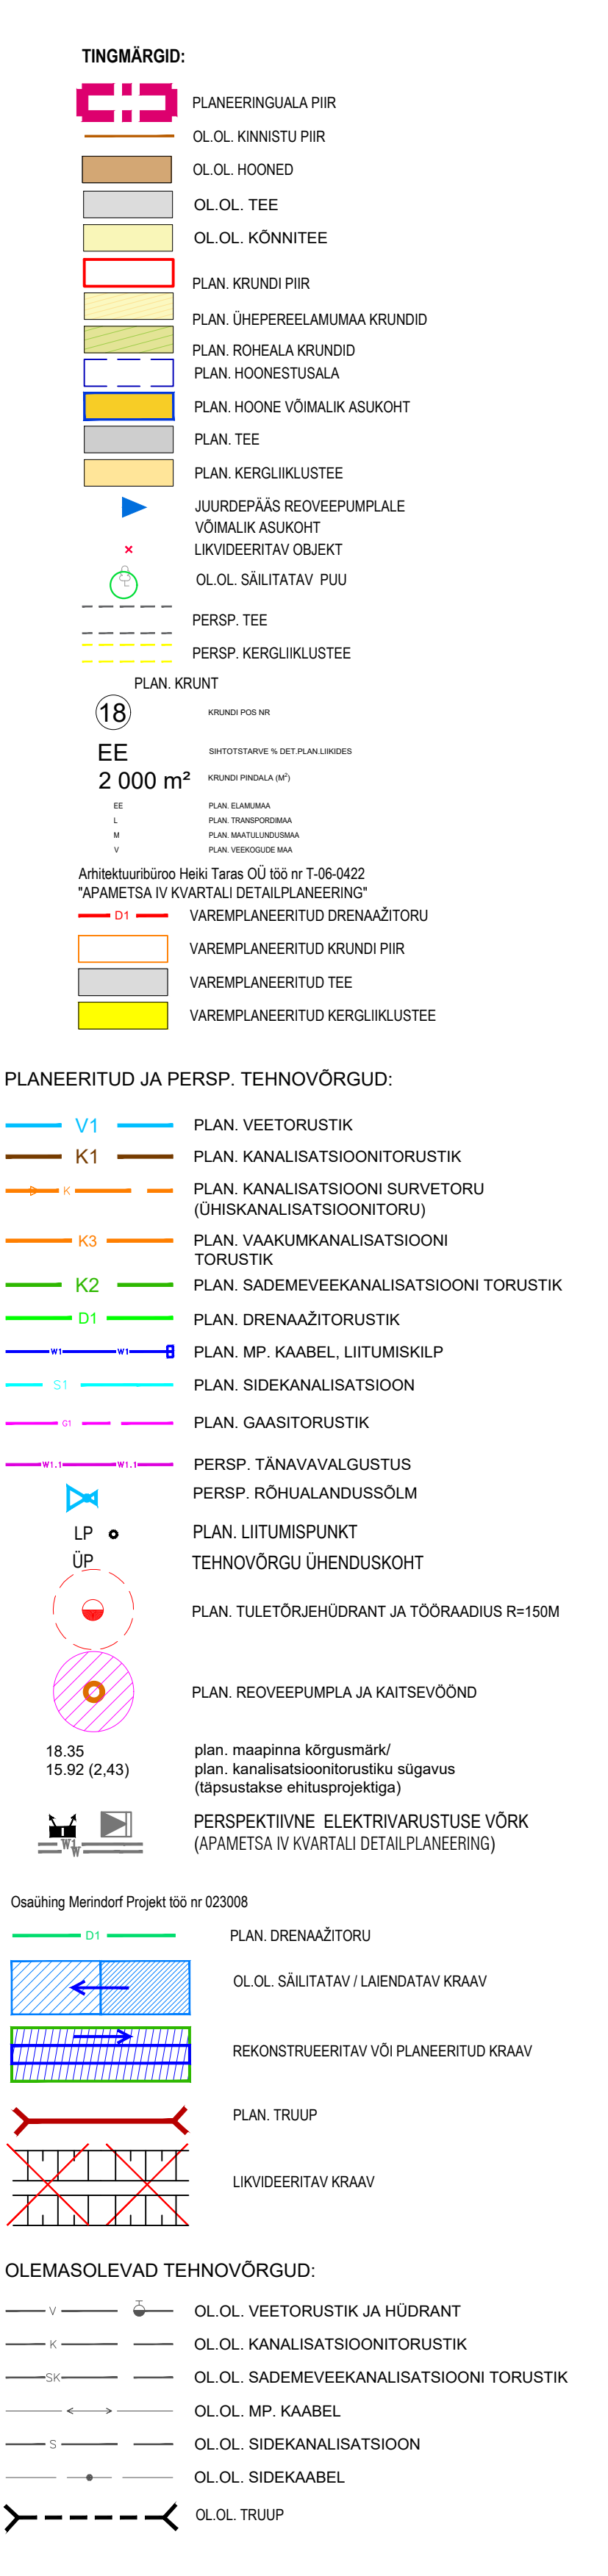 TINGMÄRGID:
PLANEERINGUALA PIIR
OL.OL. KINNISTU PIIR
OL.OL. HOONED
OL.OL. TEE
OL.OL. KÕNNITEE
PLAN. KRUNDI PIIR
PLAN. ÜHEPEREELAMUMAA KRUNDID
PLAN. ROHEALA KRUNDID
PLAN. HOONESTUSALA
PLAN. HOONE VÕIMALIK ASUKOHT
PLAN. TEE
PLAN. KERGLIIKLUSTEE
JUURDEPÄÄS REOVEEPUMPLALE
VÕIMALIK ASUKOHT
LIKVIDEERITAV OBJEKT
OL.OL. SÄILITATAV PUU
PERSP. TEE
PERSP. KERGLIIKLUSTEE
PLAN. KRUNT
18 KRUNDI POS NR
EE SIHTOTSTARVE % DET.PLAN.LIIKIDES
2 000 m² KRUNDI PINDALA (M²)
EE PLAN. ELAMUMAA
L PLAN. TRANSPORDIMAA
M PLAN. MAATULUNDUSMAA
V PLAN. VEEKOGUDE MAA
Arhitektuuribüroo Heiki Taras OÜ töö nr T-06-0422
"APAMETSA IV KVARTALI DETAILPLANEERING"
D1 VAREMPLANEERITUD DRENAAŽITORU
VAREMPLANEERITUD KRUNDI PIIR
VAREMPLANEERITUD TEE
VAREMPLANEERITUD KERGLIIKLUSTEE
PLANEERITUD JA PERSP. TEHNOVÕRGUD:
V1 PLAN. VEETORUSTIK
K1 PLAN. KANALISATSIOONITORUSTIK
K PLAN. KANALISATSIOONI SURVETORU
(ÜHISKANALISATSIOONITORU)
K3 PLAN. VAAKUMKANALISATSIOONI
TORUSTIK
K2 PLAN. SADEMEVEEKANALISATSIOONI TORUSTIK
D1 PLAN. DRENAAŽITORUSTIK
W1 W1 PLAN. MP. KAABEL, LIITUMISKILP
S1 PLAN. SIDEKANALISATSIOON
G1 PLAN. GAASITORUSTIK
W1.1 W1.1 PERSP. TÄNAVAVALGUSTUS
PERSP. RÕHUALANDUSSÕLM
LP PLAN. LIITUMISPUNKT
ÜP TEHNOVÕRGU ÜHENDUSKOHT
PLAN. TULETÕRJEHÜDRANT JA TÖÖRAADIUS R=150M
PLAN. REOVEEPUMPLA JA KAITSEVÖÖND
18.35 plan. maapinna kõrgusmärk/
15.92 (2,43) plan. kanalisatsioonitorustiku sügavus
(täpsustakse ehitusprojektiga)
PERSPEKTIIVNE ELEKTRIVARUSTUSE VÕRK
W1 W (APAMETSA IV KVARTALI DETAILPLANEERING)
Osaühing Merindorf Projekt töö nr 023008
D1 PLAN. DRENAAŽITORU
OL.OL. SÄILITATAV / LAIENDATAV KRAAV
REKONSTRUEERITAV VÕI PLANEERITUD KRAAV
PLAN. TRUUP
LIKVIDEERITAV KRAAV
OLEMASOLEVAD TEHNOVÕRGUD:
V OL.OL. VEETORUSTIK JA HÜDRANT
K OL.OL. KANALISATSIOONITORUSTIK
SK OL.OL. SADEMEVEEKANALISATSIOONI TORUSTIK
OL.OL. MP. KAABEL
S OL.OL. SIDEKANALISATSIOON
OL.OL. SIDEKAABEL
OL.OL. TRUUP